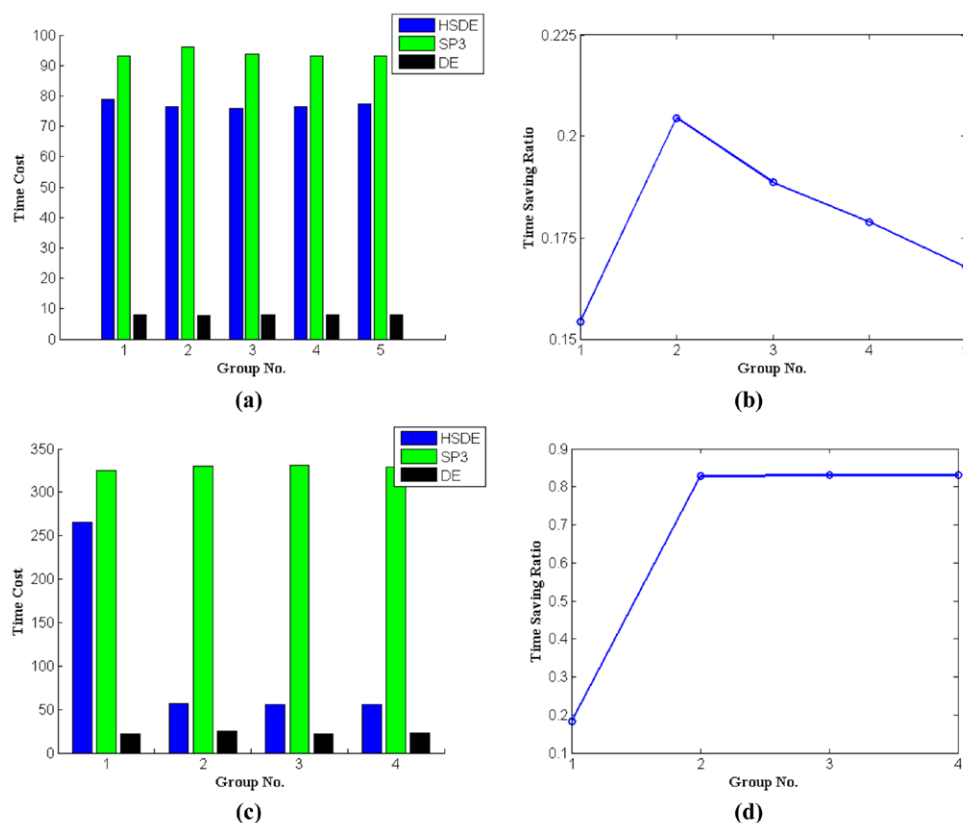 HSDE
SP3
DE
100
90
80
70
60
50
40
30
20
10
0
Time Cost
1 2 3 4 5
Group No.
(a)
0.225
0.2
0.175
0.15
Time Saving Ratio
1 2 3 4 5
Group No.
(b)
HSDE
SP3
DE
350
300
250
200
150
100
50
0
Time Cost
1 2 3 4
Group No.
(c)
0.9
0.8
0.7
0.6
0.5
0.4
0.3
0.2
0.1
Time Saving Ratio
1 2 3 4
Group No.
(d)